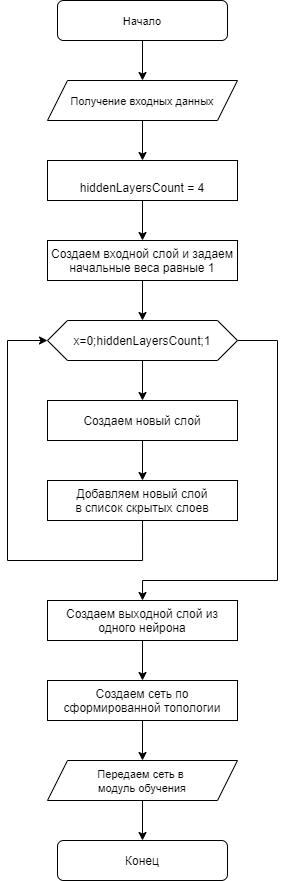 Начало
Получение входных данных
hiddenLayersCount = 4
Создаем входной слой и задаем
начальные веса равные 1
x=0;hiddenLayersCount;1
Создаем новый слой
Добавляем новый слой
в список скрытых слоев
Создаем выходной слой из
одного нейрона
Создаем сеть по
сформированной топологии
Передаем сеть в
модуль обучения
Конец